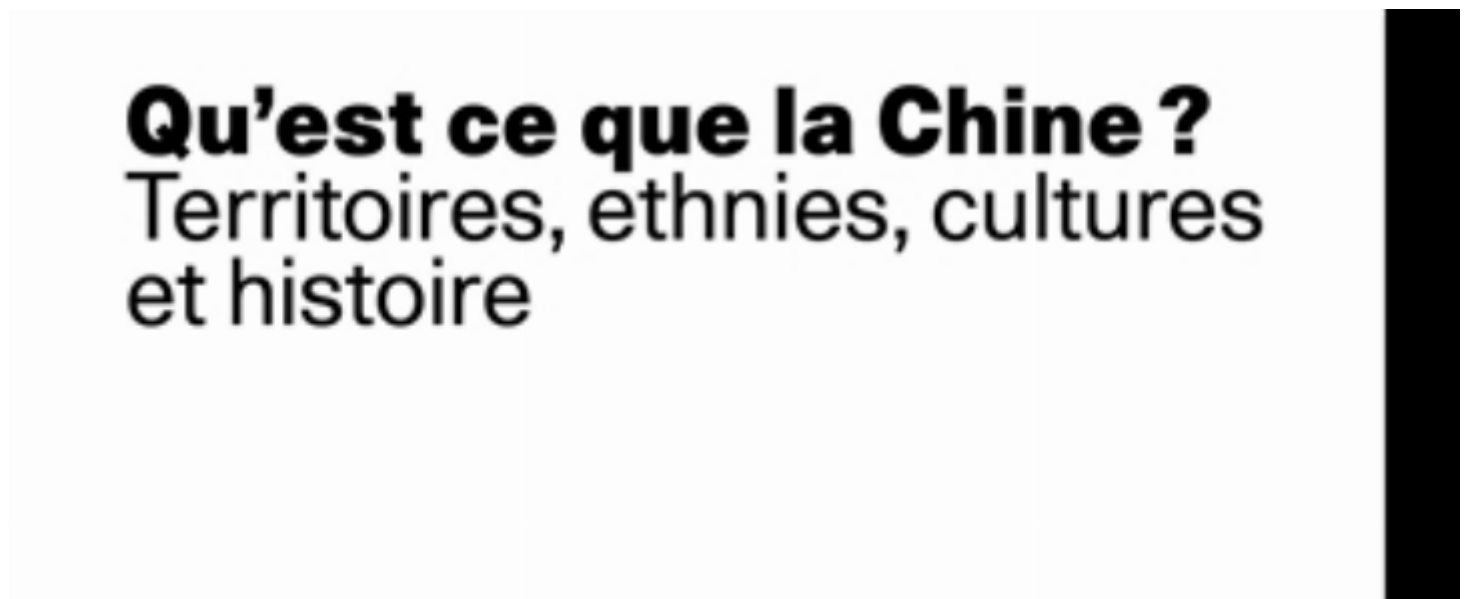 Qu’est ce que la Chine ?
Territoires, ethnies, cultures
et histoire